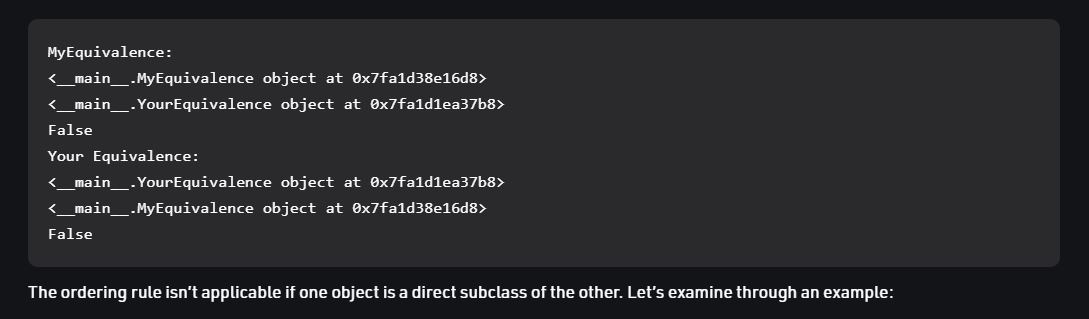 MyEquivalence:
<__main__.MyEquivalence object at 0x7fa1d38e16d8>
<__main__.YourEquivalence object at 0x7fa1d1ea37b8>
False
Your Equivalence:
<__main__.YourEquivalence object at 0x7fa1d1ea37b8>
<__main__.MyEquivalence object at 0x7fa1d38e16d8>
False
The ordering rule isn’t applicable if one object is a direct subclass of the other. Let’s examine through an example: